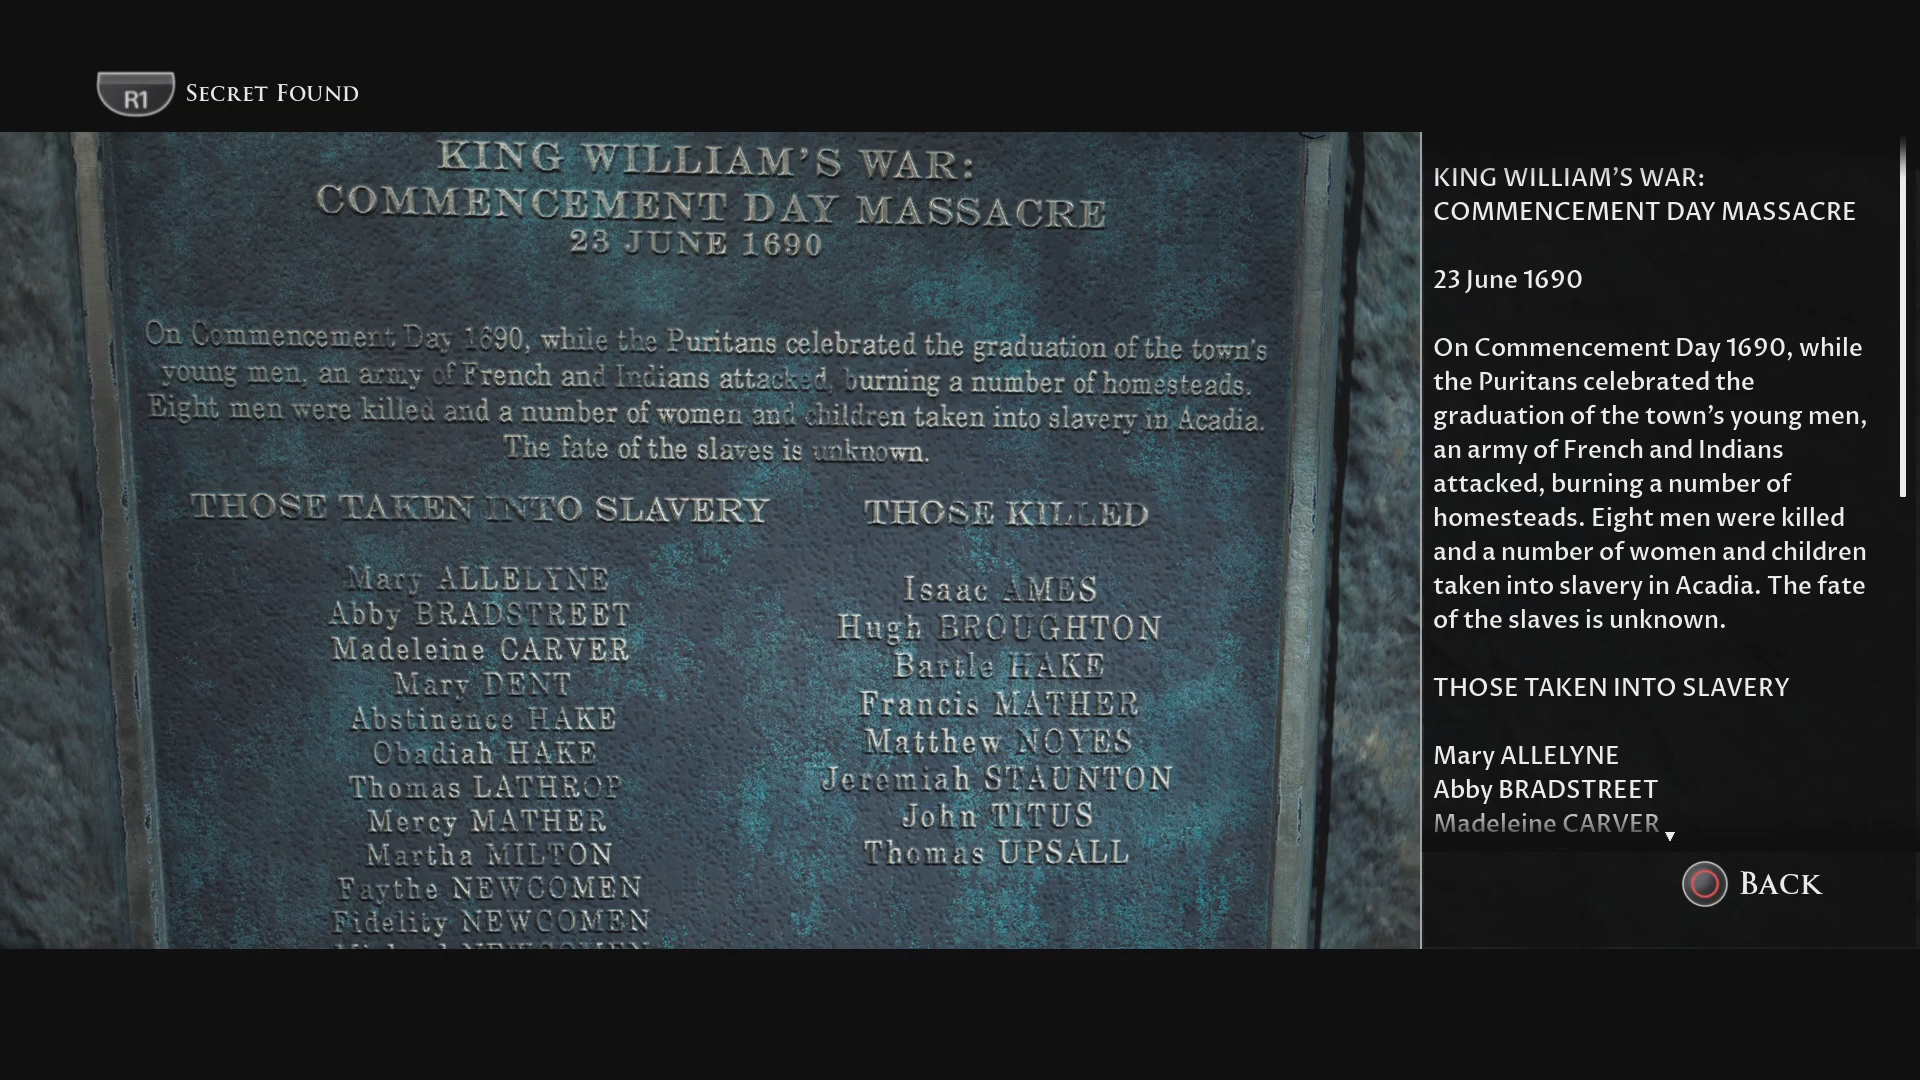 R1 SECRET FOUND
KING WILLIAM'S WAR:
COMMENCEMENT DAY MASSACRE
23 JUNE 1690
On Commencement Day 1690, while the Puritans celebrated the graduation of the town's
young men, an army of French and Indians attacked, burning a number of homesteads.
Eight men were killed and a number of women and children taken into slavery in Acadia.
The fate of the slaves is unknown.
THOSE TAKEN INTO SLAVERY
Mary ALLELYNE
Abby BRADSTREET
Madeleine CARVER
Mary DENT
Abstinence HAKE
Obadiah HAKE
Thomas LATHROP
Mercy MATHER
Martha MILTON
Faythe NEWCOMEN
Fidelity NEWCOMEN
NEWCOMEN
THOSE KILLED
Isaac AMES
Hugh BROUGHTON
Bartle HAKE
Francis MATHER
Matthew NOYES
Jeremiah STAUNTON
John TITUS
Thomas UPSALL
KING WILLIAM'S WAR:
COMMENCEMENT DAY MASSACRE
23 June 1690
On Commencement Day 1690, while
the Puritans celebrated the
graduation of the town's young men,
an army of French and Indians
attacked, burning a number of
homesteads. Eight men were killed
and a number of women and children
taken into slavery in Acadia. The fate
of the slaves is unknown.
THOSE TAKEN INTO SLAVERY
Mary ALLELYNE
Abby BRADSTREET
Madeleine CARVER
BACK